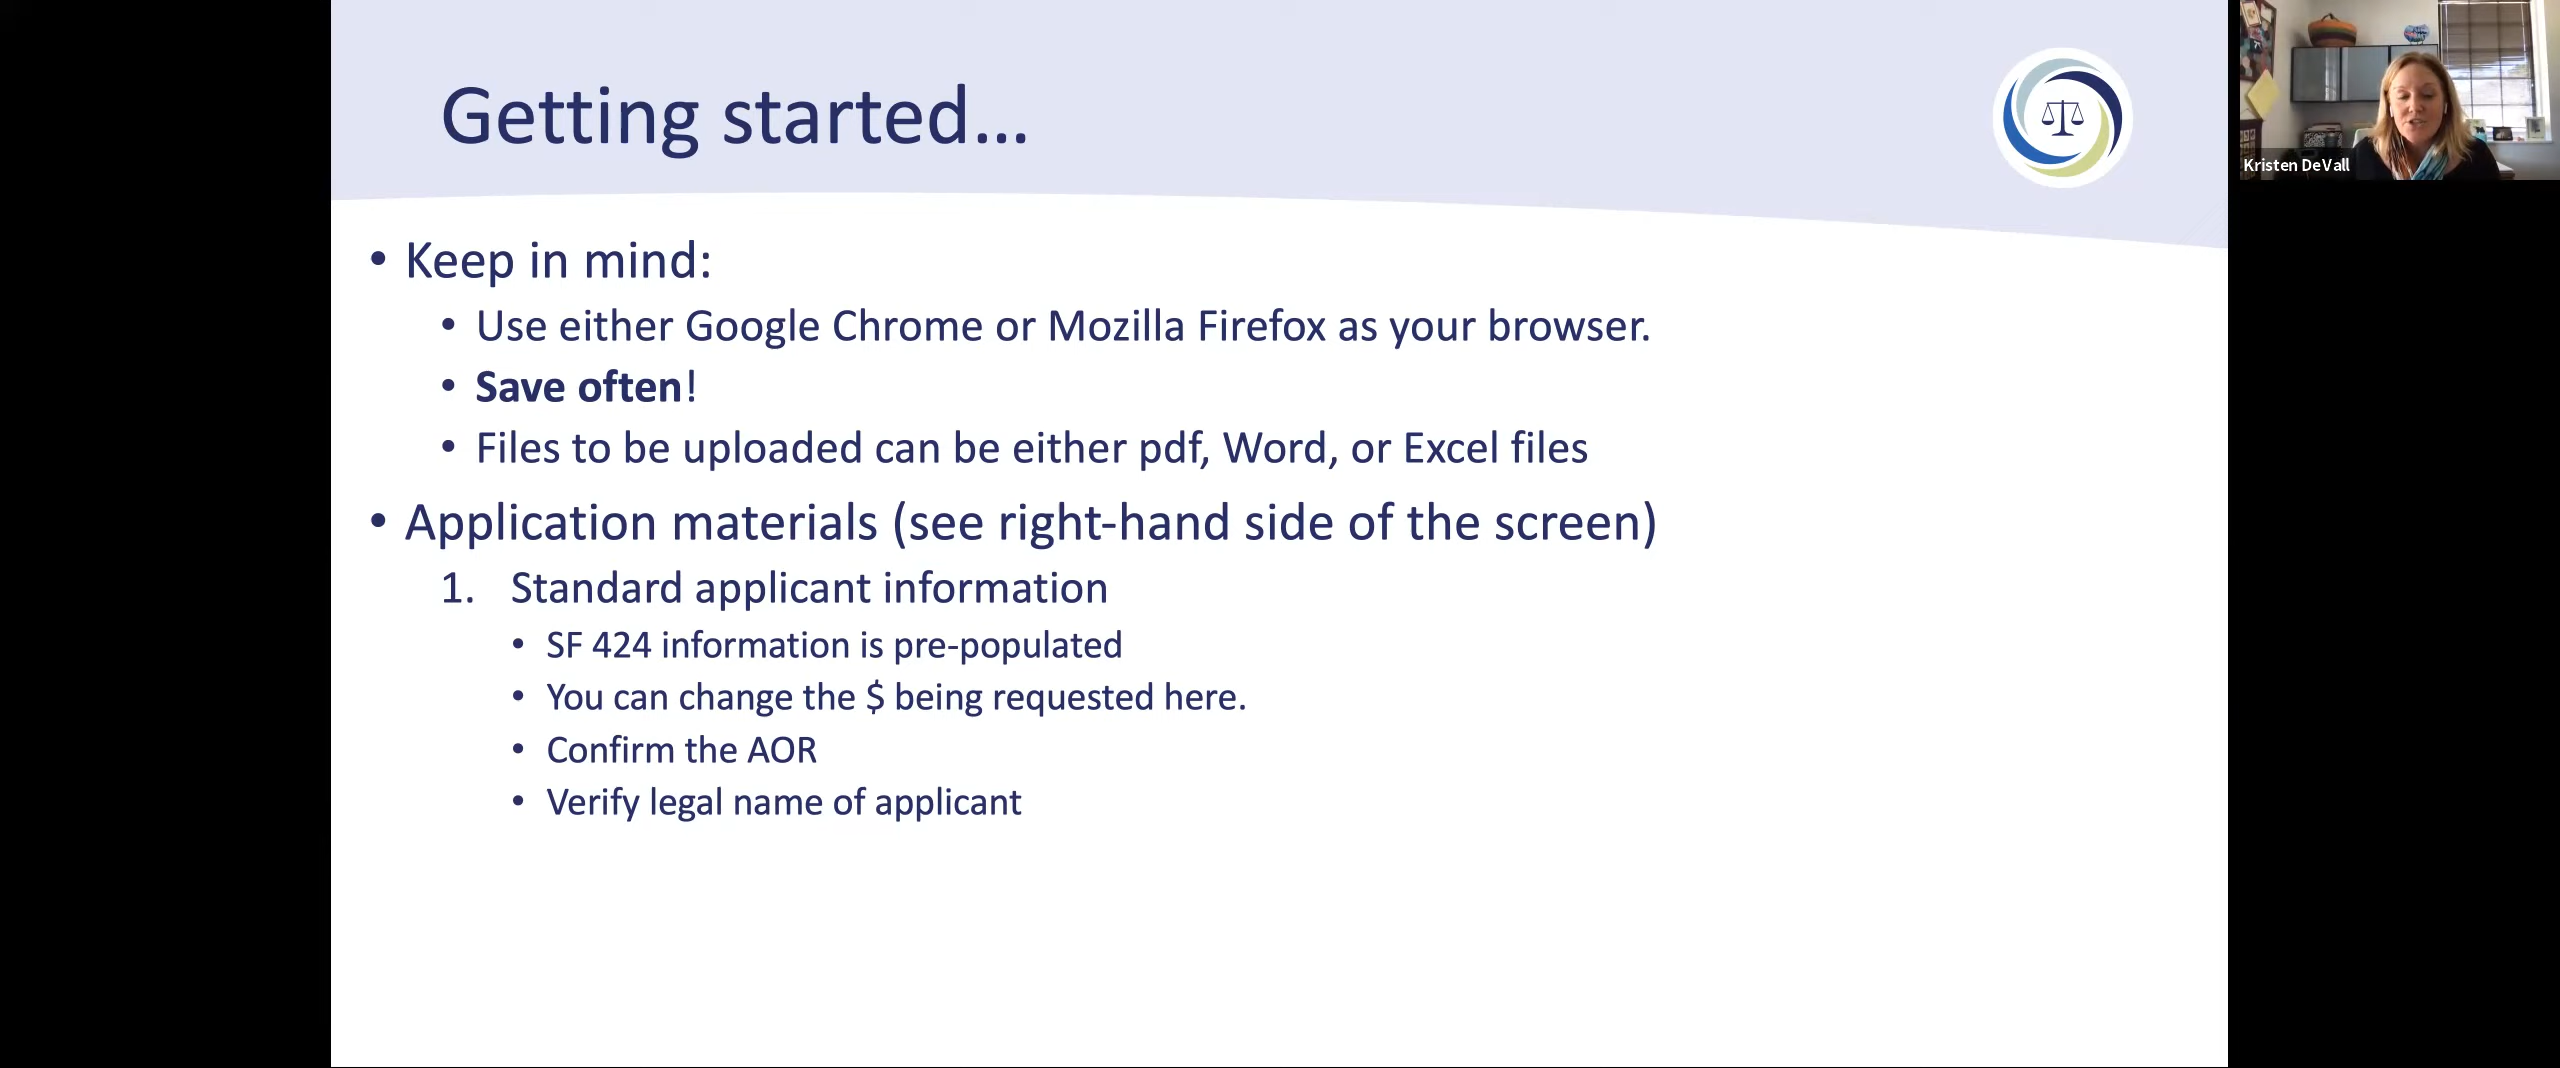 Getting started...
Kristen DeVall
• Keep in mind:
• Use either Google Chrome or Mozilla Firefox as your browser.
• Save often!
• Files to be uploaded can be either pdf, Word, or Excel files
• Application materials (see right-hand side of the screen)
1. Standard applicant information
• SF 424 information is pre-populated
• You can change the $ being requested here.
• Confirm the AOR
• Verify legal name of applicant